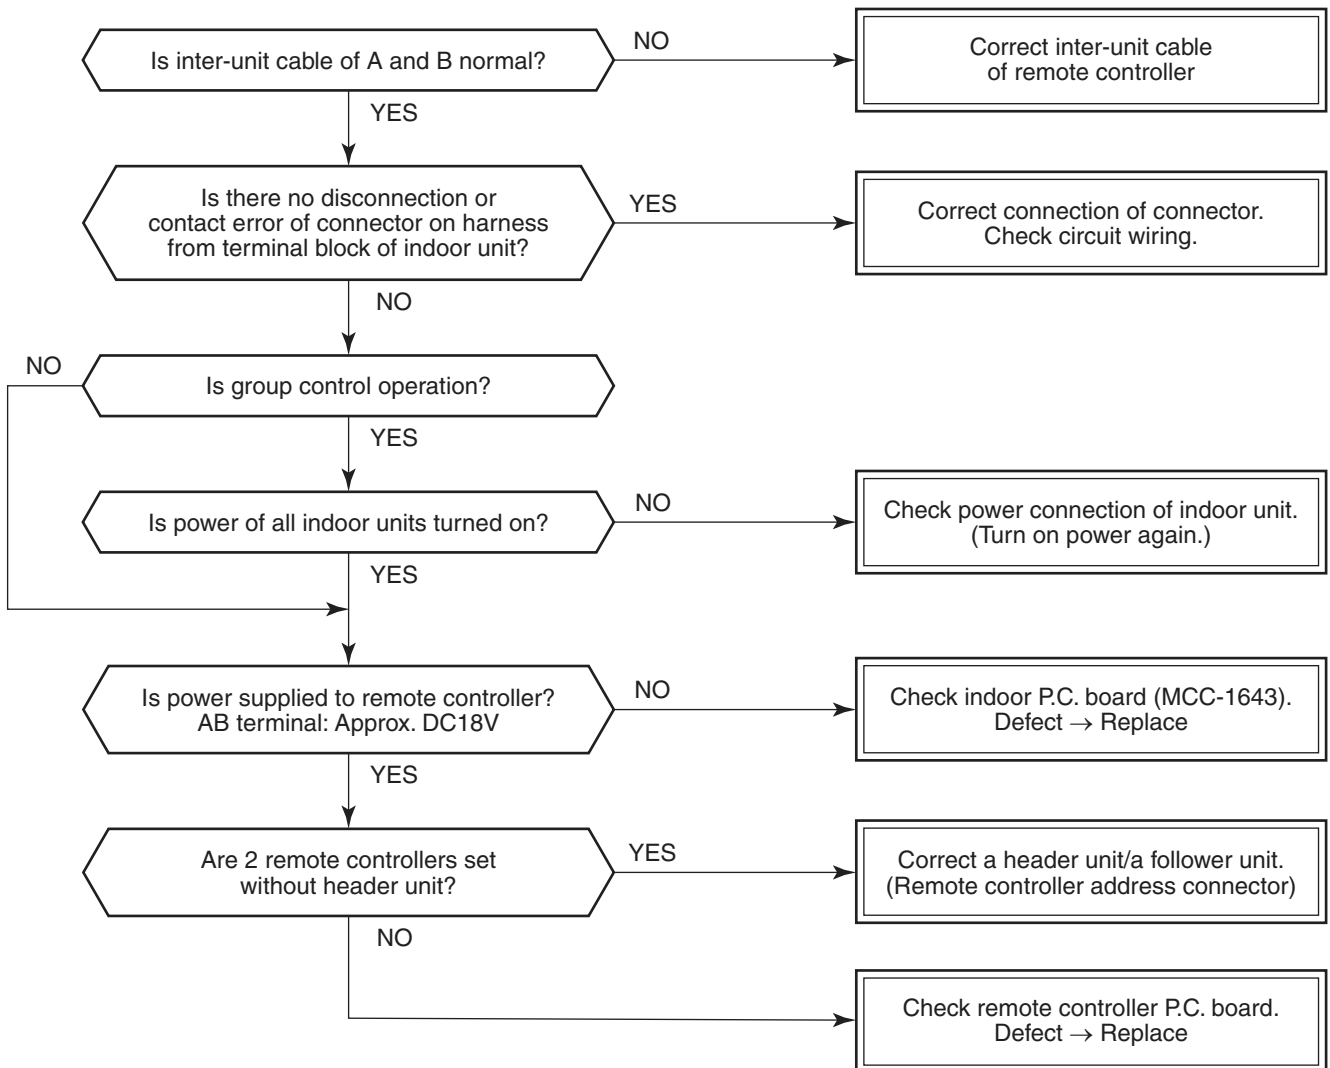 Is inter-unit cable of A and B normal?
NO
Correct inter-unit cable
of remote controller
YES
Is there no disconnection or
contact error of connector on harness
from terminal block of indoor unit?
YES
Correct connection of connector.
Check circuit wiring.
NO
NO
Is group control operation?
YES
Is power of all indoor units turned on?
NO
Check power connection of indoor unit.
(Turn on power again.)
YES
Is power supplied to remote controller?
AB terminal: Approx. DC18V
NO
Check indoor P.C. board (MCC-1643).
Defect → Replace
YES
Are 2 remote controllers set
without header unit?
YES
Correct a header unit/a follower unit.
(Remote controller address connector)
NO
Check remote controller P.C. board.
Defect → Replace